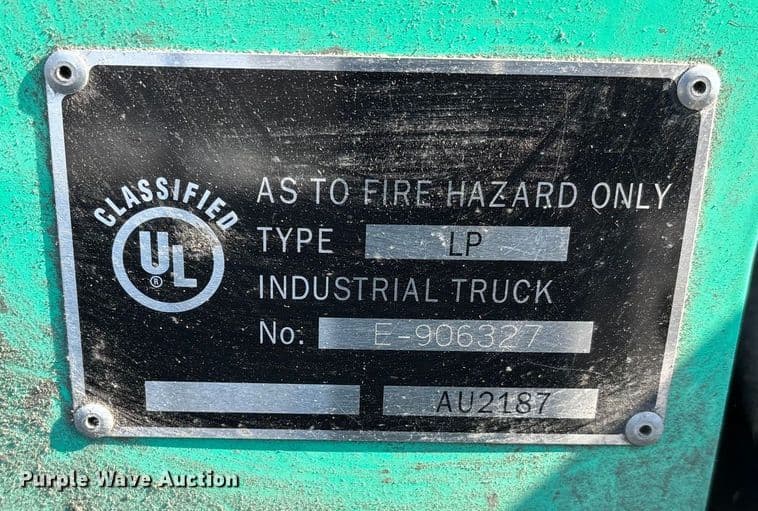 CLASSIFIED
UL
®
AS TO FIRE HAZARD ONLY
TYPE LP
INDUSTRIAL TRUCK
No. E-906327
AU2187
Purple Wave Auction